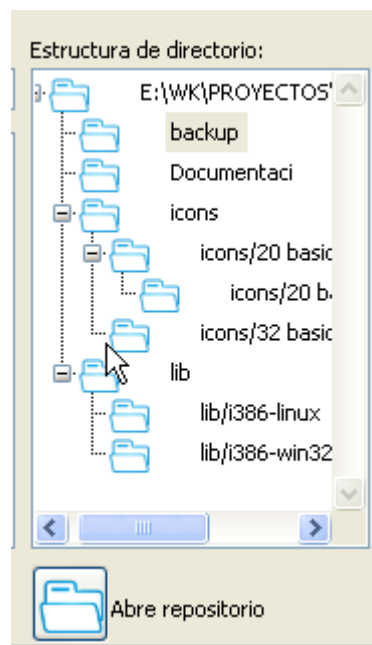 Estructura de directorio:
E:\WK\PROYECTOS
backup
Documentaci
icons
icons/20 basic
icons/20 b
icons/32 basic
lib
lib/i386-linux
lib/i386-win32
Abre repositorio